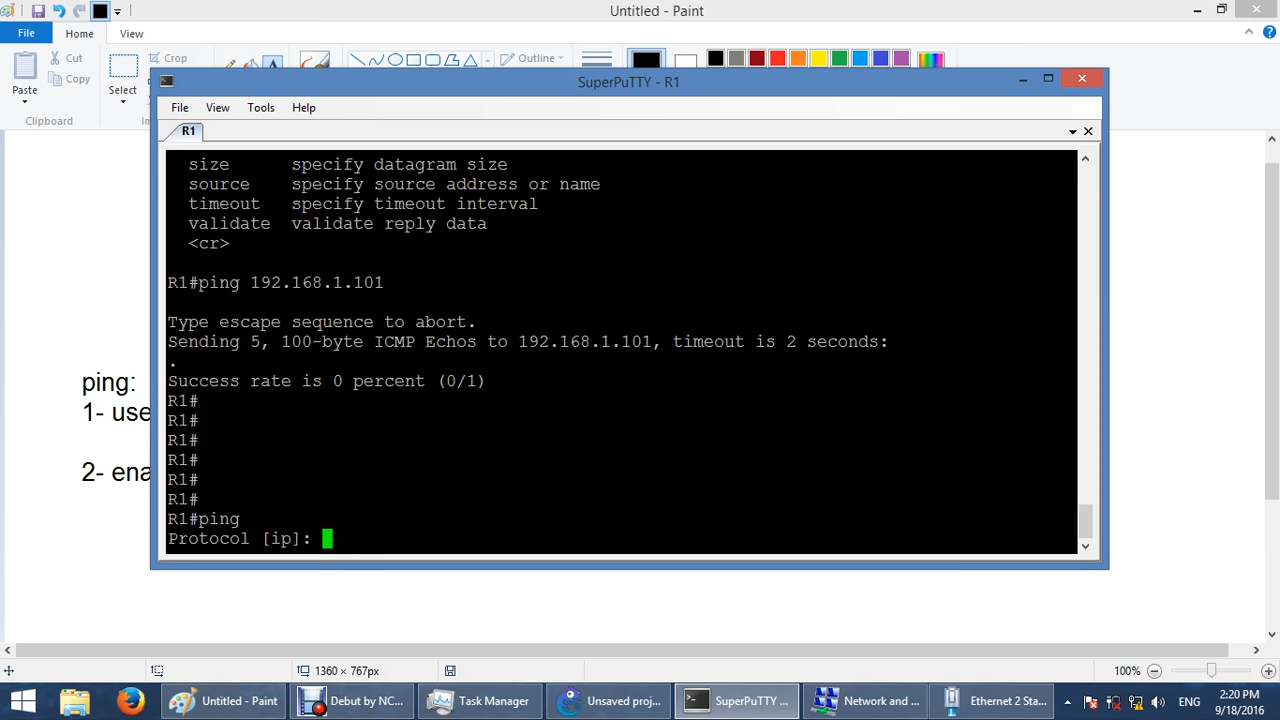 Untitled - Paint
File Home View
Cut
Copy
Paste
Select
Crop
Outline
Clipboard
SuperPuTTY - R1
File View Tools Help
R1
size specify datagram size
source specify source address or name
timeout specify timeout interval
validate validate reply data
<cr>
R1#ping 192.168.1.101
Type escape sequence to abort.
Sending 5, 100-byte ICMP Echos to 192.168.1.101, timeout is 2 seconds:
.
Success rate is 0 percent (0/1)
R1#
R1#
R1#
R1#
R1#
R1#
R1#ping
Protocol [ip]:
ping:
1- use
2- ena
1360 × 767px
100%
Untitled - Paint
Debut by NC...
Task Manager
Unsaved proj...
SuperPuTTY ...
Network and ...
Ethernet 2 Sta...
ENG
2:20 PM
9/18/2016